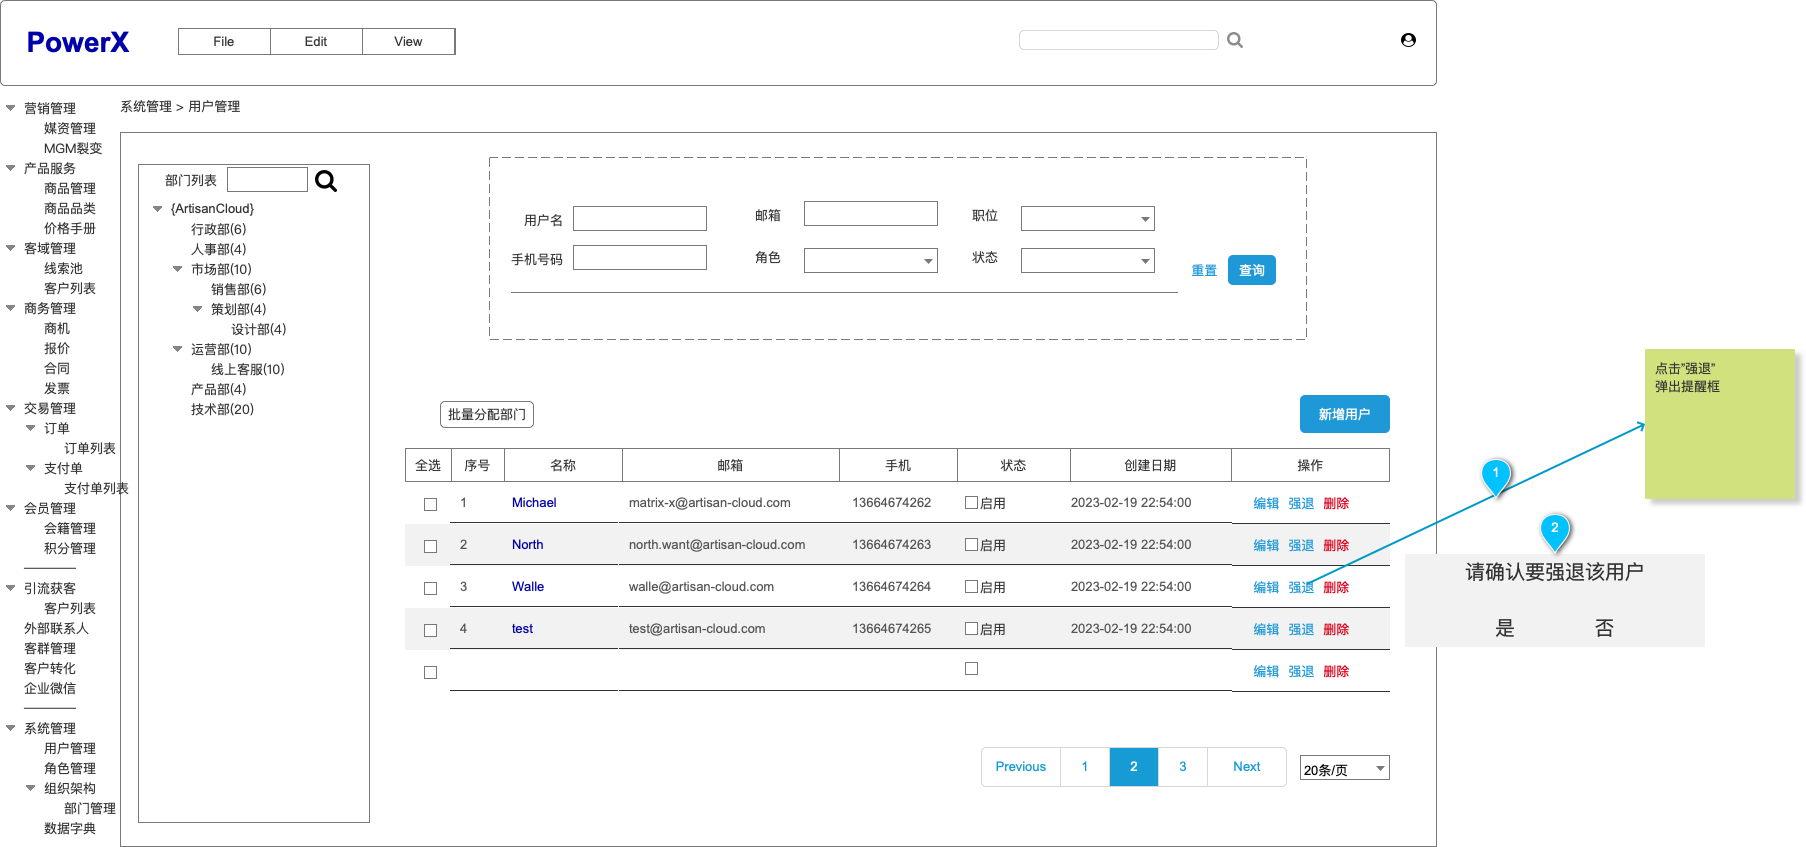 PowerX
File
Edit
View
营销管理
媒资管理
MGM裂变
产品服务
商品管理
商品品类
价格手册
客域管理
线索池
客户列表
商务管理
商机
报价
合同
发票
交易管理
订单
订单列表
支付单
支付单列表
会员管理
会籍管理
积分管理
引流获客
客户列表
外部联系人
客群管理
客户转化
企业微信
系统管理
用户管理
角色管理
组织架构
部门管理
数据字典
系统管理 > 用户管理
部门列表
{ArtisanCloud}
行政部(6)
人事部(4)
市场部(10)
销售部(6)
策划部(4)
设计部(4)
运营部(10)
线上客服(10)
产品部(4)
技术部(20)
用户名
邮箱
职位
手机号码
角色
状态
重置
查询
批量分配部门
新增用户
全选 序号 名称 邮箱 手机 状态 创建日期 操作
1 Michael matrix-x@artisan-cloud.com 13664674262 启用 2023-02-19 22:54:00 编辑 强退 删除
2 North north.want@artisan-cloud.com 13664674263 启用 2023-02-19 22:54:00 编辑 强退 删除
3 Walle walle@artisan-cloud.com 13664674264 启用 2023-02-19 22:54:00 编辑 强退 删除
4 test test@artisan-cloud.com 13664674265 启用 2023-02-19 22:54:00 编辑 强退 删除
编辑 强退 删除
Previous 1 2 3 Next
20条/页
1
点击"强退"
弹出提醒框
2
请确认要强退该用户
是 否